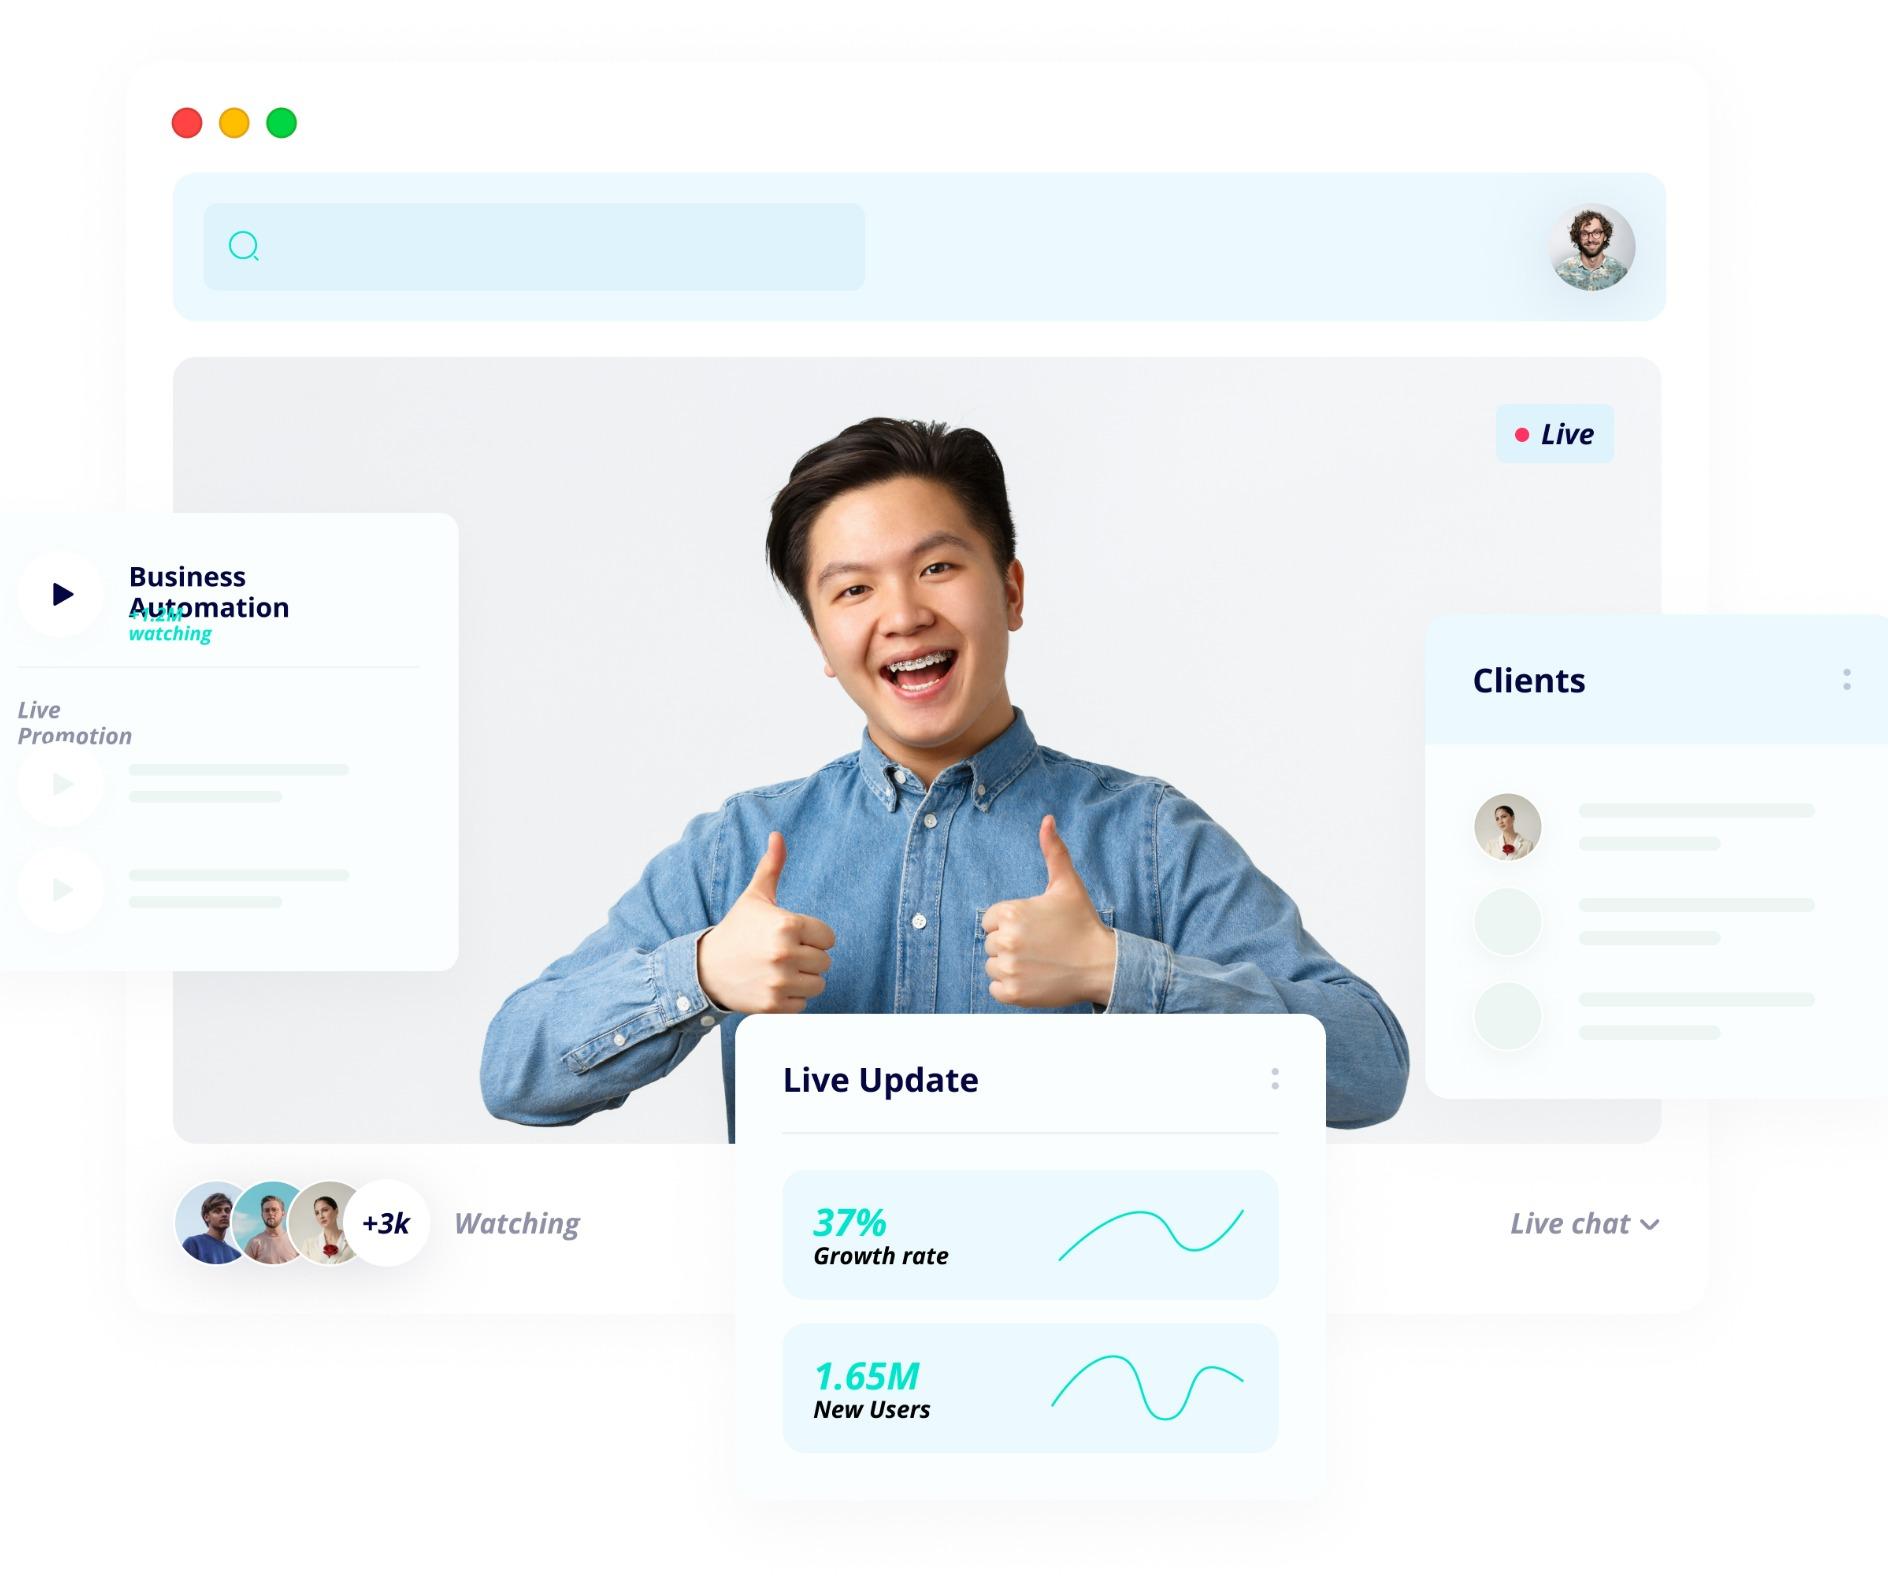 Live
Business
Automation
+1.2M
watching
Live
Promotion
Clients
Live Update
37%
Growth rate
1.65M
New Users
+3k
Watching
Live chat